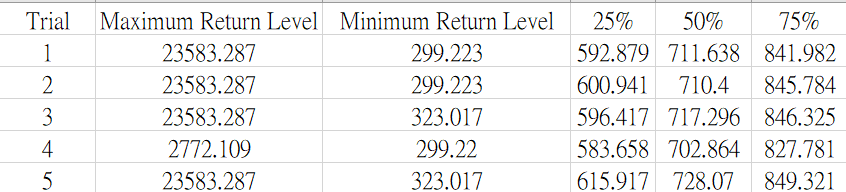 Trial Maximum Return Level Minimum Return Level 25% 50% 75%
1 23583.287 299.223 592.879 711.638 841.982
2 23583.287 299.223 600.941 710.4 845.784
3 23583.287 323.017 596.417 717.296 846.325
4 2772.109 299.22 583.658 702.864 827.781
5 23583.287 323.017 615.917 728.07 849.321